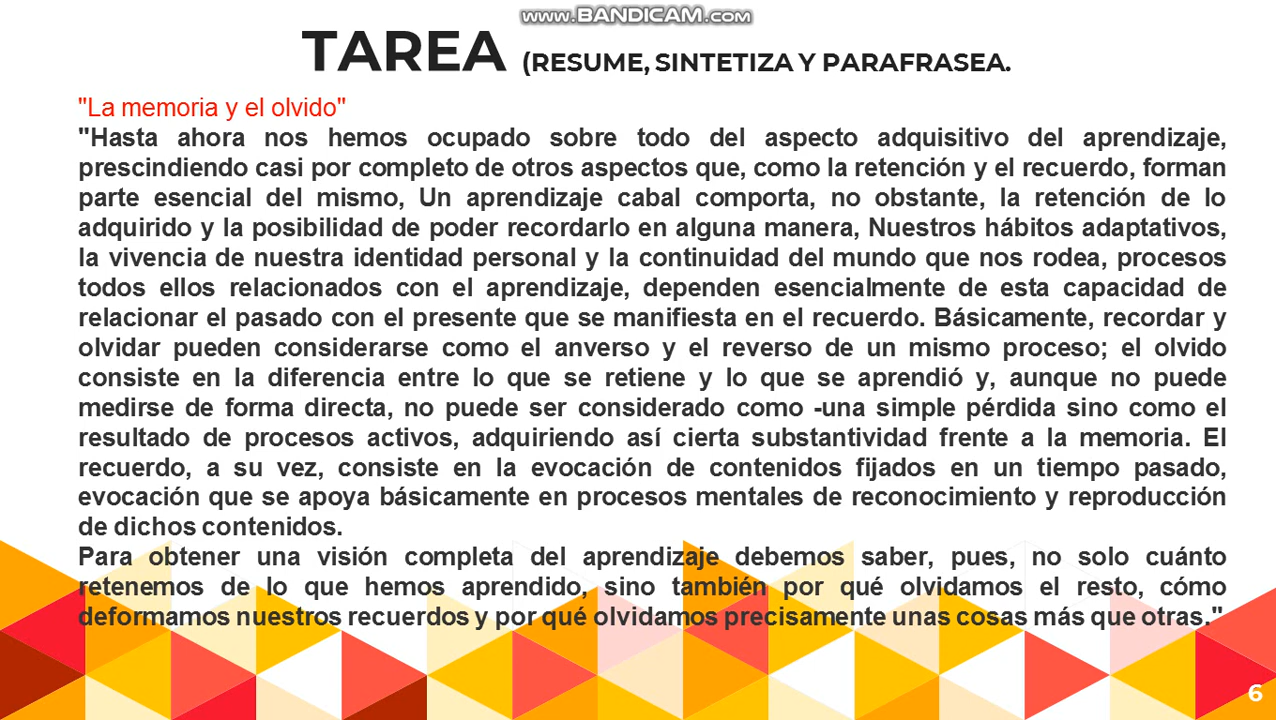 www.BANDICAM.com
TAREA (RESUME, SINTETIZA Y PARAFRASEA.
"La memoria y el olvido"
"Hasta ahora nos hemos ocupado sobre todo del aspecto adquisitivo del aprendizaje,
prescindiendo casi por completo de otros aspectos que, como la retención y el recuerdo, forman
parte esencial del mismo, Un aprendizaje cabal comporta, no obstante, la retención de lo
adquirido y la posibilidad de poder recordarlo en alguna manera, Nuestros hábitos adaptativos,
la vivencia de nuestra identidad personal y la continuidad del mundo que nos rodea, procesos
todos ellos relacionados con el aprendizaje, dependen esencialmente de esta capacidad de
relacionar el pasado con el presente que se manifiesta en el recuerdo. Básicamente, recordar y
olvidar pueden considerarse como el anverso y el reverso de un mismo proceso; el olvido
consiste en la diferencia entre lo que se retiene y lo que se aprendió y, aunque no puede
medirse de forma directa, no puede ser considerado como -una simple pérdida sino como el
resultado de procesos activos, adquiriendo así cierta substantividad frente a la memoria. El
recuerdo, a su vez, consiste en la evocación de contenidos fijados en un tiempo pasado,
evocación que se apoya básicamente en procesos mentales de reconocimiento y reproducción
de dichos contenidos.
Para obtener una visión completa del aprendizaje debemos saber, pues, no solo cuánto
retenemos de lo que hemos aprendido, sino también por qué olvidamos el resto, cómo
deformamos nuestros recuerdos y por qué olvidamos precisamente unas cosas más que otras."
6